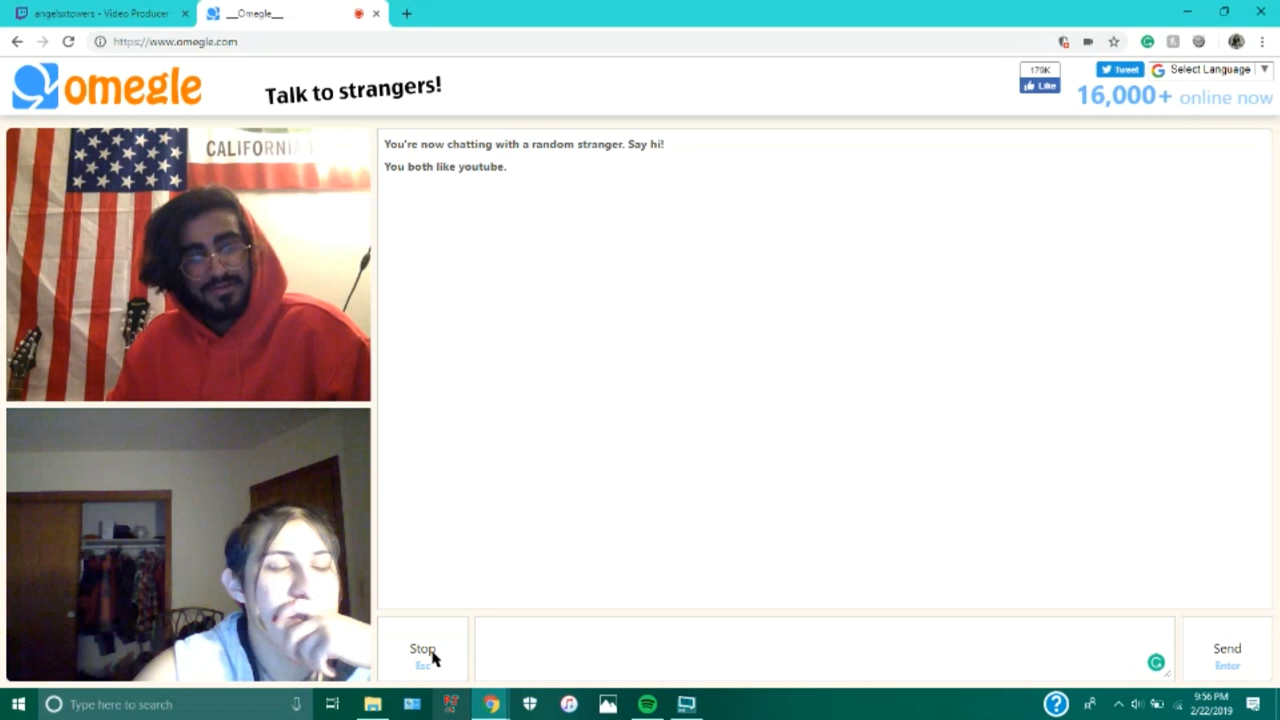 angelsxtowers - Video Producer
__Omegle__
https://www.omegle.com
omegle
Talk to strangers!
179K
Like
Tweet
Select Language
16,000+ online now
CALIFORNI
You're now chatting with a random stranger. Say hi!
You both like youtube.
Stop
Esc
Send
Enter
Type here to search
9:56 PM
2/22/2019